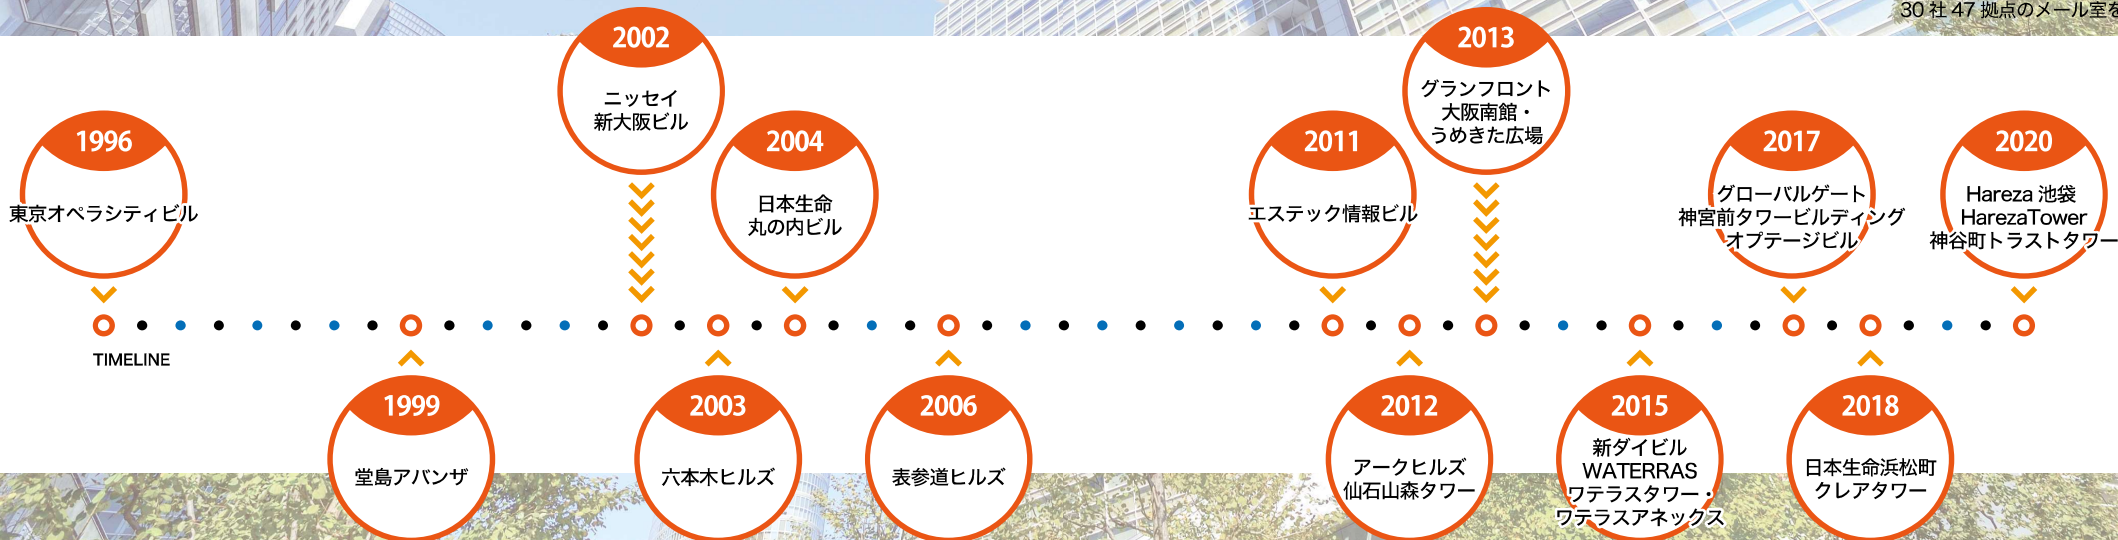 30 社 47 拠点のメール室を
1996
東京オペラシティビル
1999
堂島アバンザ
2002
ニッセイ
新大阪ビル
2003
六本木ヒルズ
2004
日本生命
丸の内ビル
2006
表参道ヒルズ
2011
エステック情報ビル
2012
アークヒルズ
仙石山森タワー
2013
グランフロント
大阪南館・
うめきた広場
2015
新ダイビル
WATERRAS
ワテラスタワー・
ワテラスアネックス
2017
グローバルゲート
神宮前タワービルディング
オプテージビル
2018
日本生命浜松町
クレアタワー
2020
Hareza 池袋
HarezaTower
神谷町トラストタワー
TIMELINE